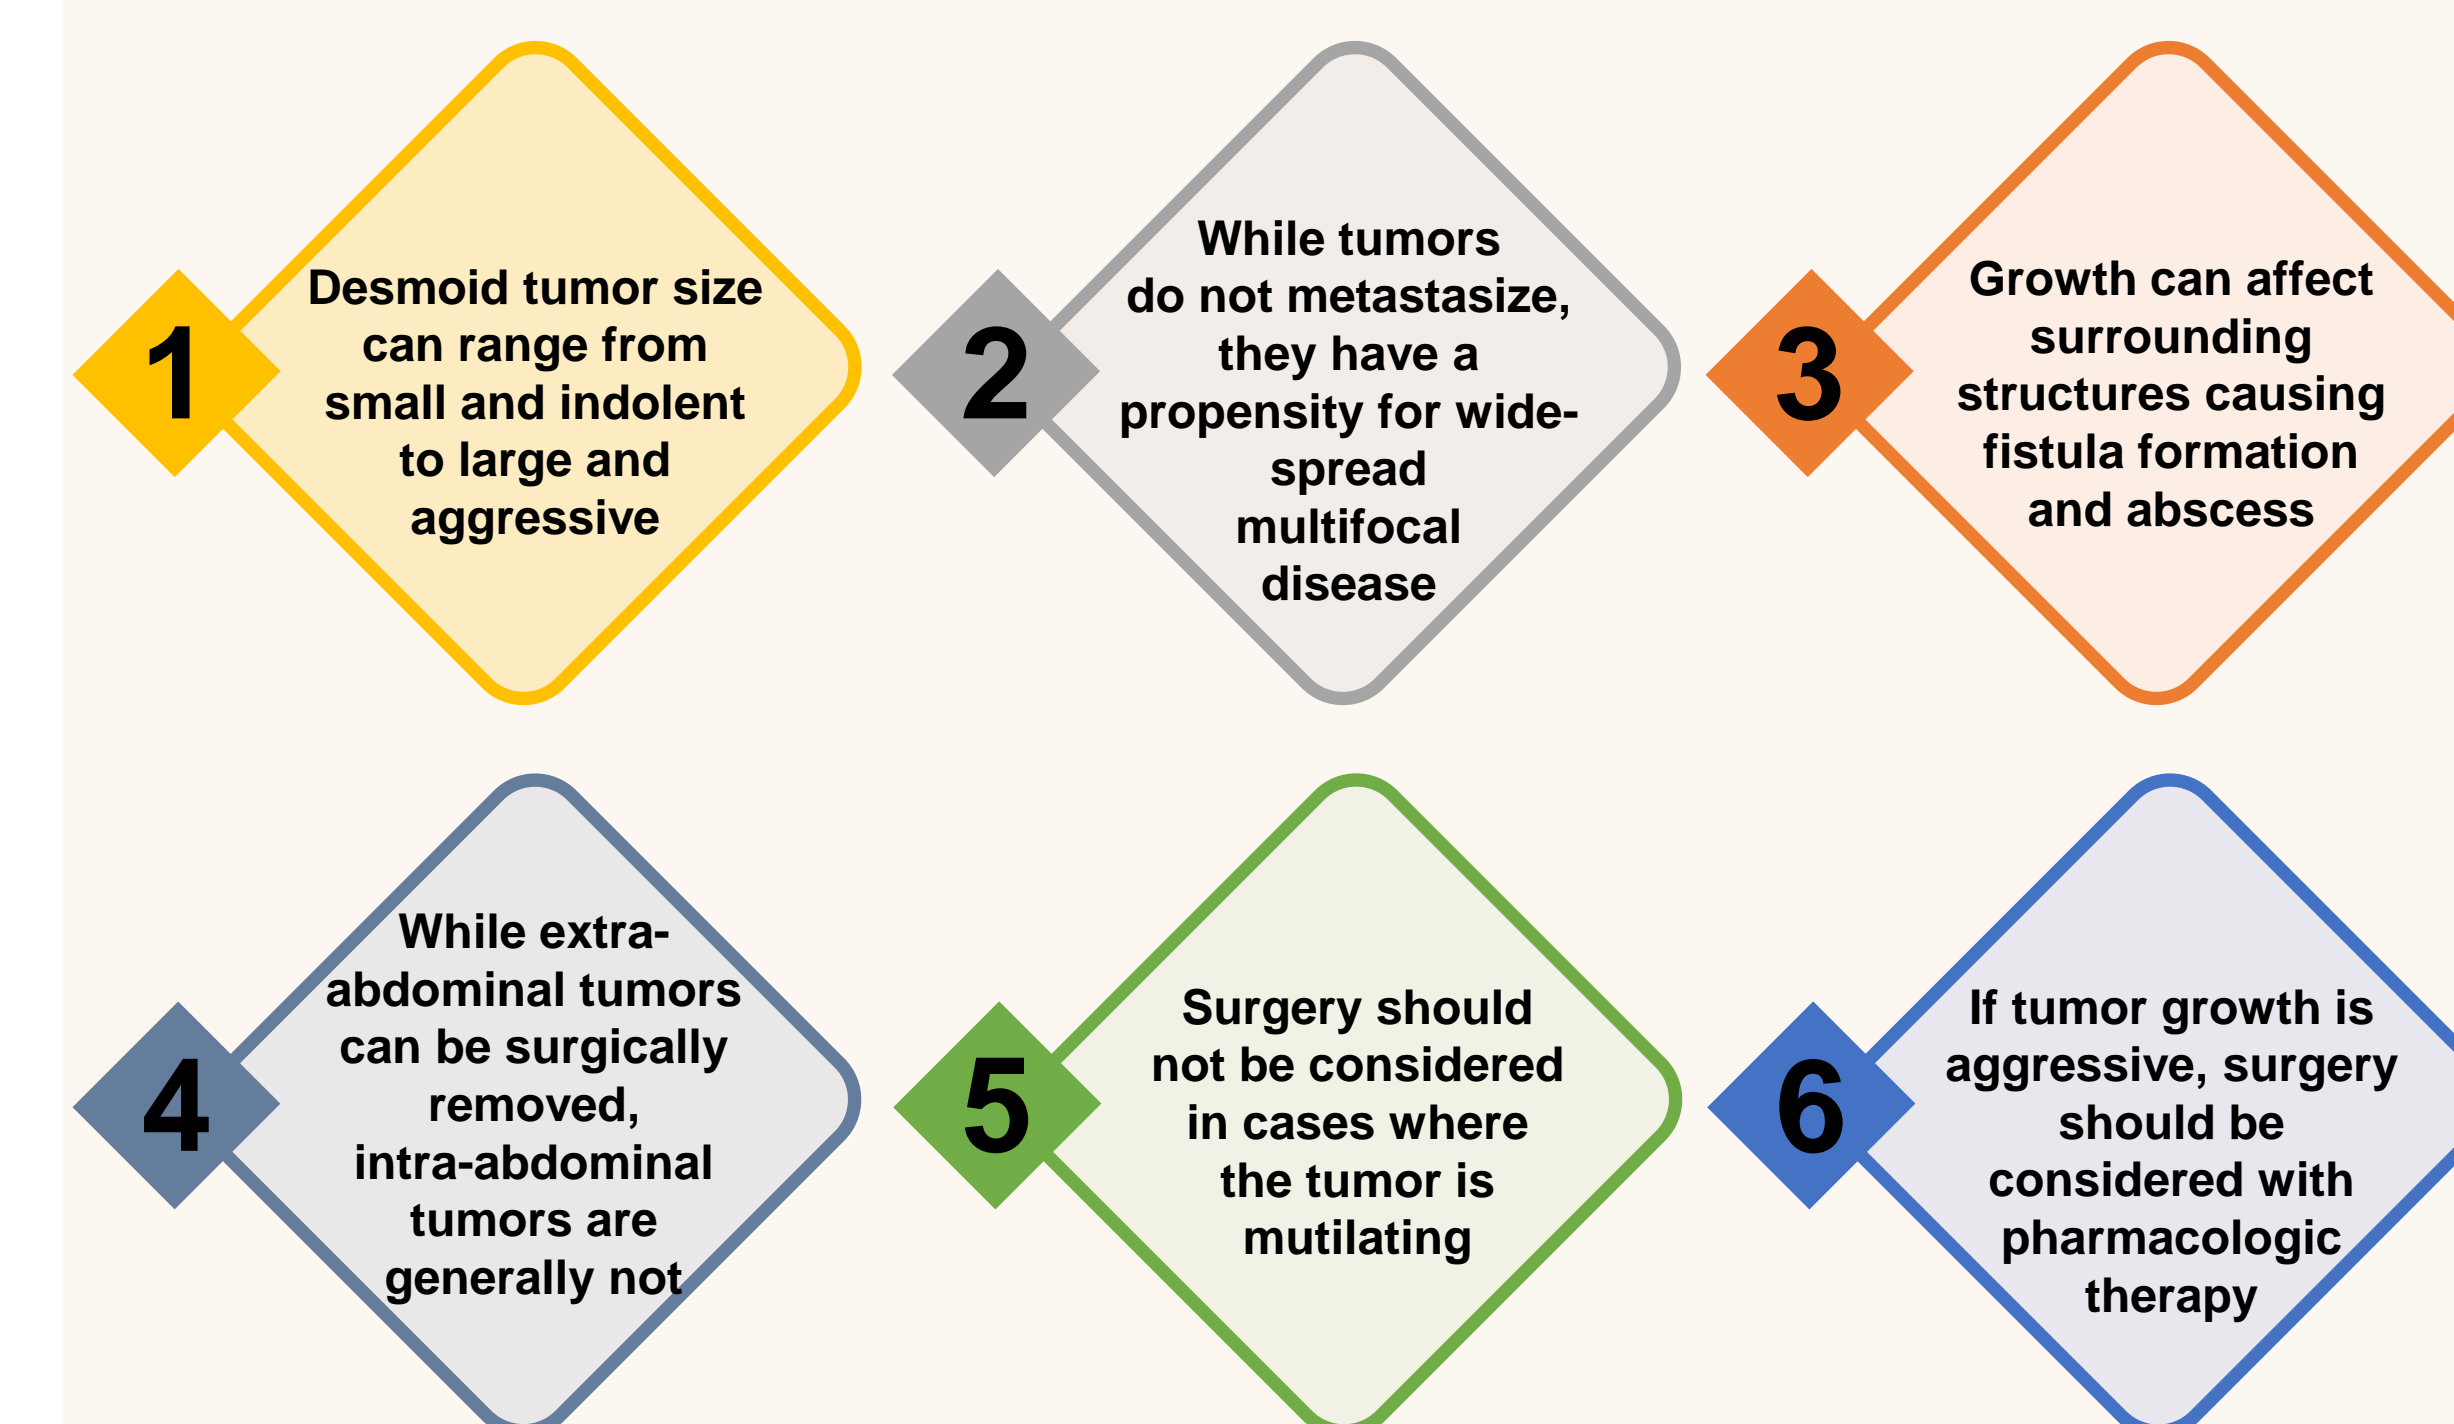 1
Desmoid tumor size
can range from
small and indolent
to large and
aggressive
2
While tumors
do not metastasize,
they have a
propensity for wide-
spread
multifocal
disease
3
Growth can affect
surrounding
structures causing
fistula formation
and abscess
4
While extra-
abdominal tumors
can be surgically
removed,
intra-abdominal
tumors are
generally not
5
Surgery should
not be considered
in cases where
the tumor is
mutilating
6
If tumor growth is
aggressive, surgery
should be
considered with
pharmacologic
therapy